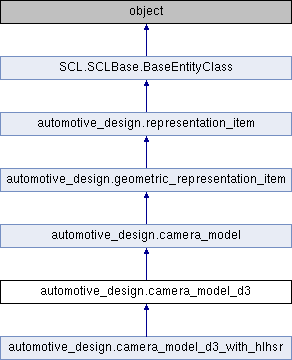 object
SCL.SCLBase.BaseEntityClass
automotive_design.representation_item
automotive_design.geometric_representation_item
automotive_design.camera_model
automotive_design.camera_model_d3
automotive_design.camera_model_d3_with_hlhsr